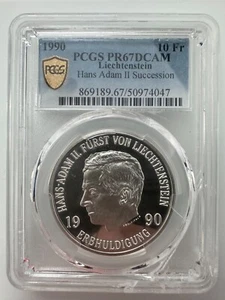 1990 10 Fr
PCGS PR67DCAM
Liechtenstein
Hans Adam II Succession
869189.67/50974047
PCGS
HANS-ADAM II. FÜRST VON LIECHTENSTEIN
19 90
ERBHULDIGUNG